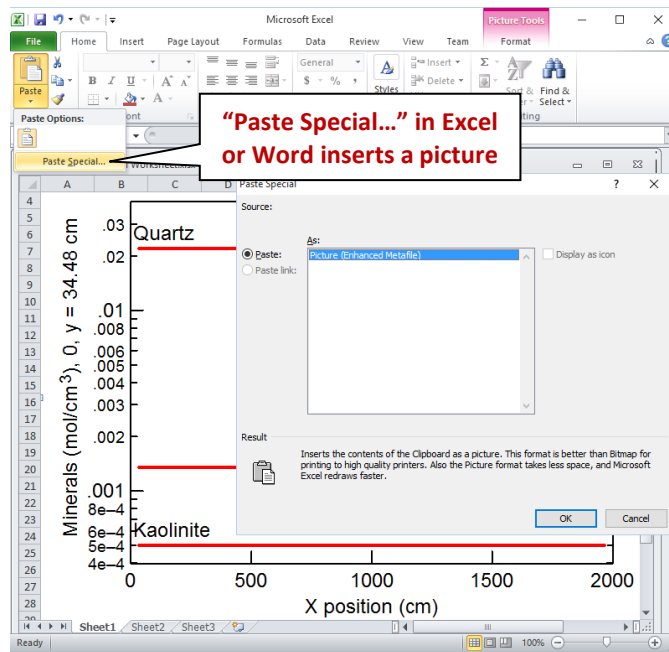 Microsoft Excel
Picture Tools
File Home Insert Page Layout Formulas Data Review View Team Format
Paste
B I U A A
General
$ % ,
Styles
Insert
Delete
Σ
Sort & Find &
Select
Paste Options:
Paste Special...
"Paste Special…" in Excel
or Word inserts a picture
A B C D
Paste Special ? X
Source:
As:
Paste:
Paste link:
Picture (Enhanced Metafile)
Display as icon
Result
Inserts the contents of the Clipboard as a picture. This format is better than Bitmap for
printing to high quality printers. Also the Picture format takes less space, and Microsoft
Excel redraws faster.
OK Cancel
4
5
6
7
8
9
10
11
12
13
14
15
16
17
18
19
20
21
22
23
24
25
26
27
28
Minerals (mol/cm3), 0, y = 34.48 cm
.03
.02
.01
.008
.006
.005
.004
.003
.002
.001
8e–4
6e–4
5e–4
4e–4
Quartz
Kaolinite
0 500 1000 1500 2000
X position (cm)
Sheet1 Sheet2 Sheet3
Ready 100%